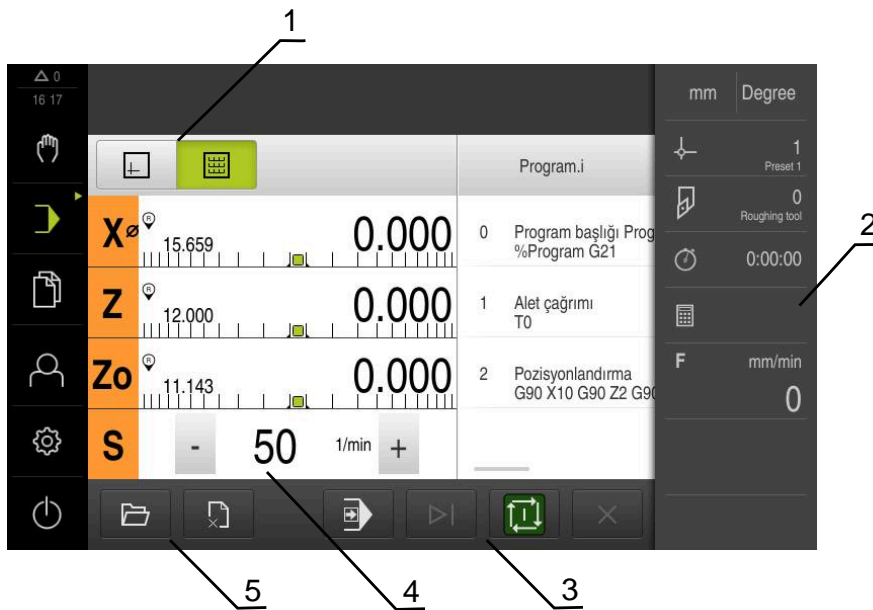 1
0
16 17
mm Degree
1
Preset 1
0
Roughing tool
2
0:00:00
F mm/min
0
Program.i
X⌀ R 15.659 0.000
Z R 12.000 0.000
Zo R 11.143 0.000
S - 50 1/min +
0 Program başlığı Prog
%Program G21
1 Alet çağrımı
T0
2 Pozisyonlandırma
G90 X10 G90 Z2 G90
5 4 3